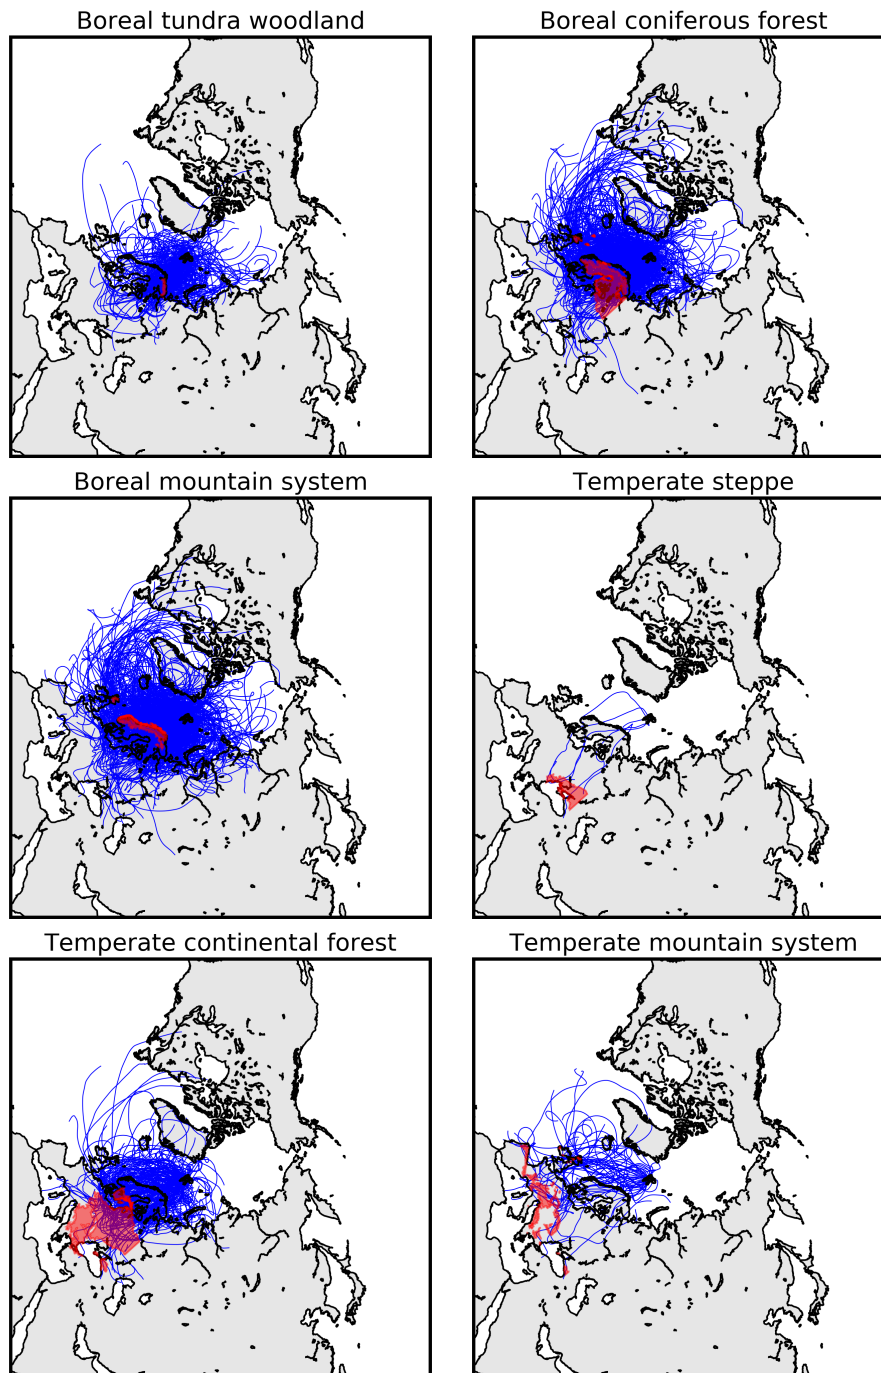 Boreal tundra woodland
Boreal coniferous forest
Boreal mountain system
Temperate steppe
Temperate continental forest
Temperate mountain system